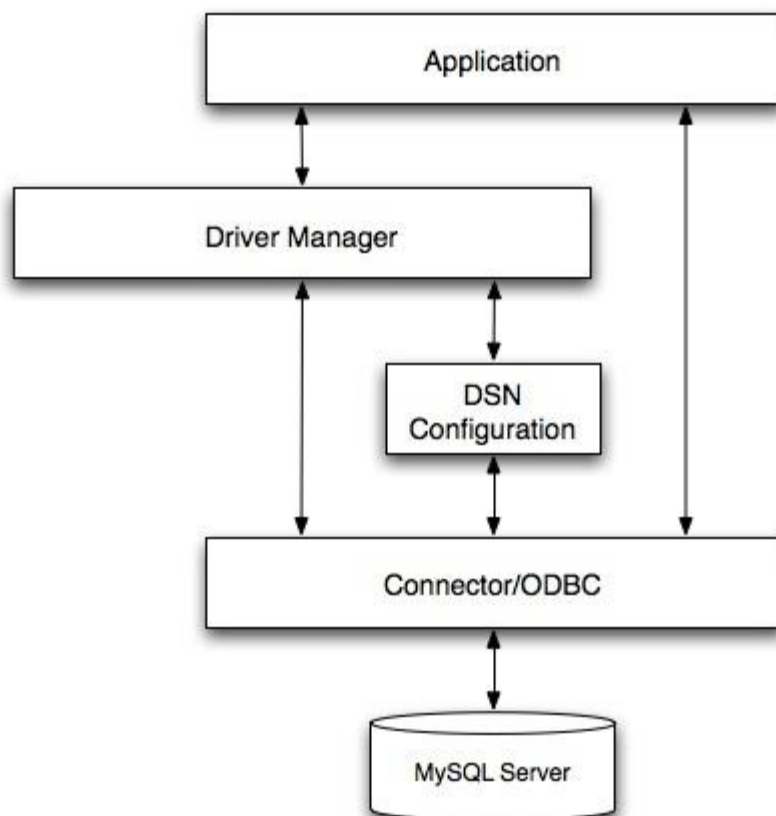 Application
Driver Manager
DSN
Configuration
Connector/ODBC
MySQL Server